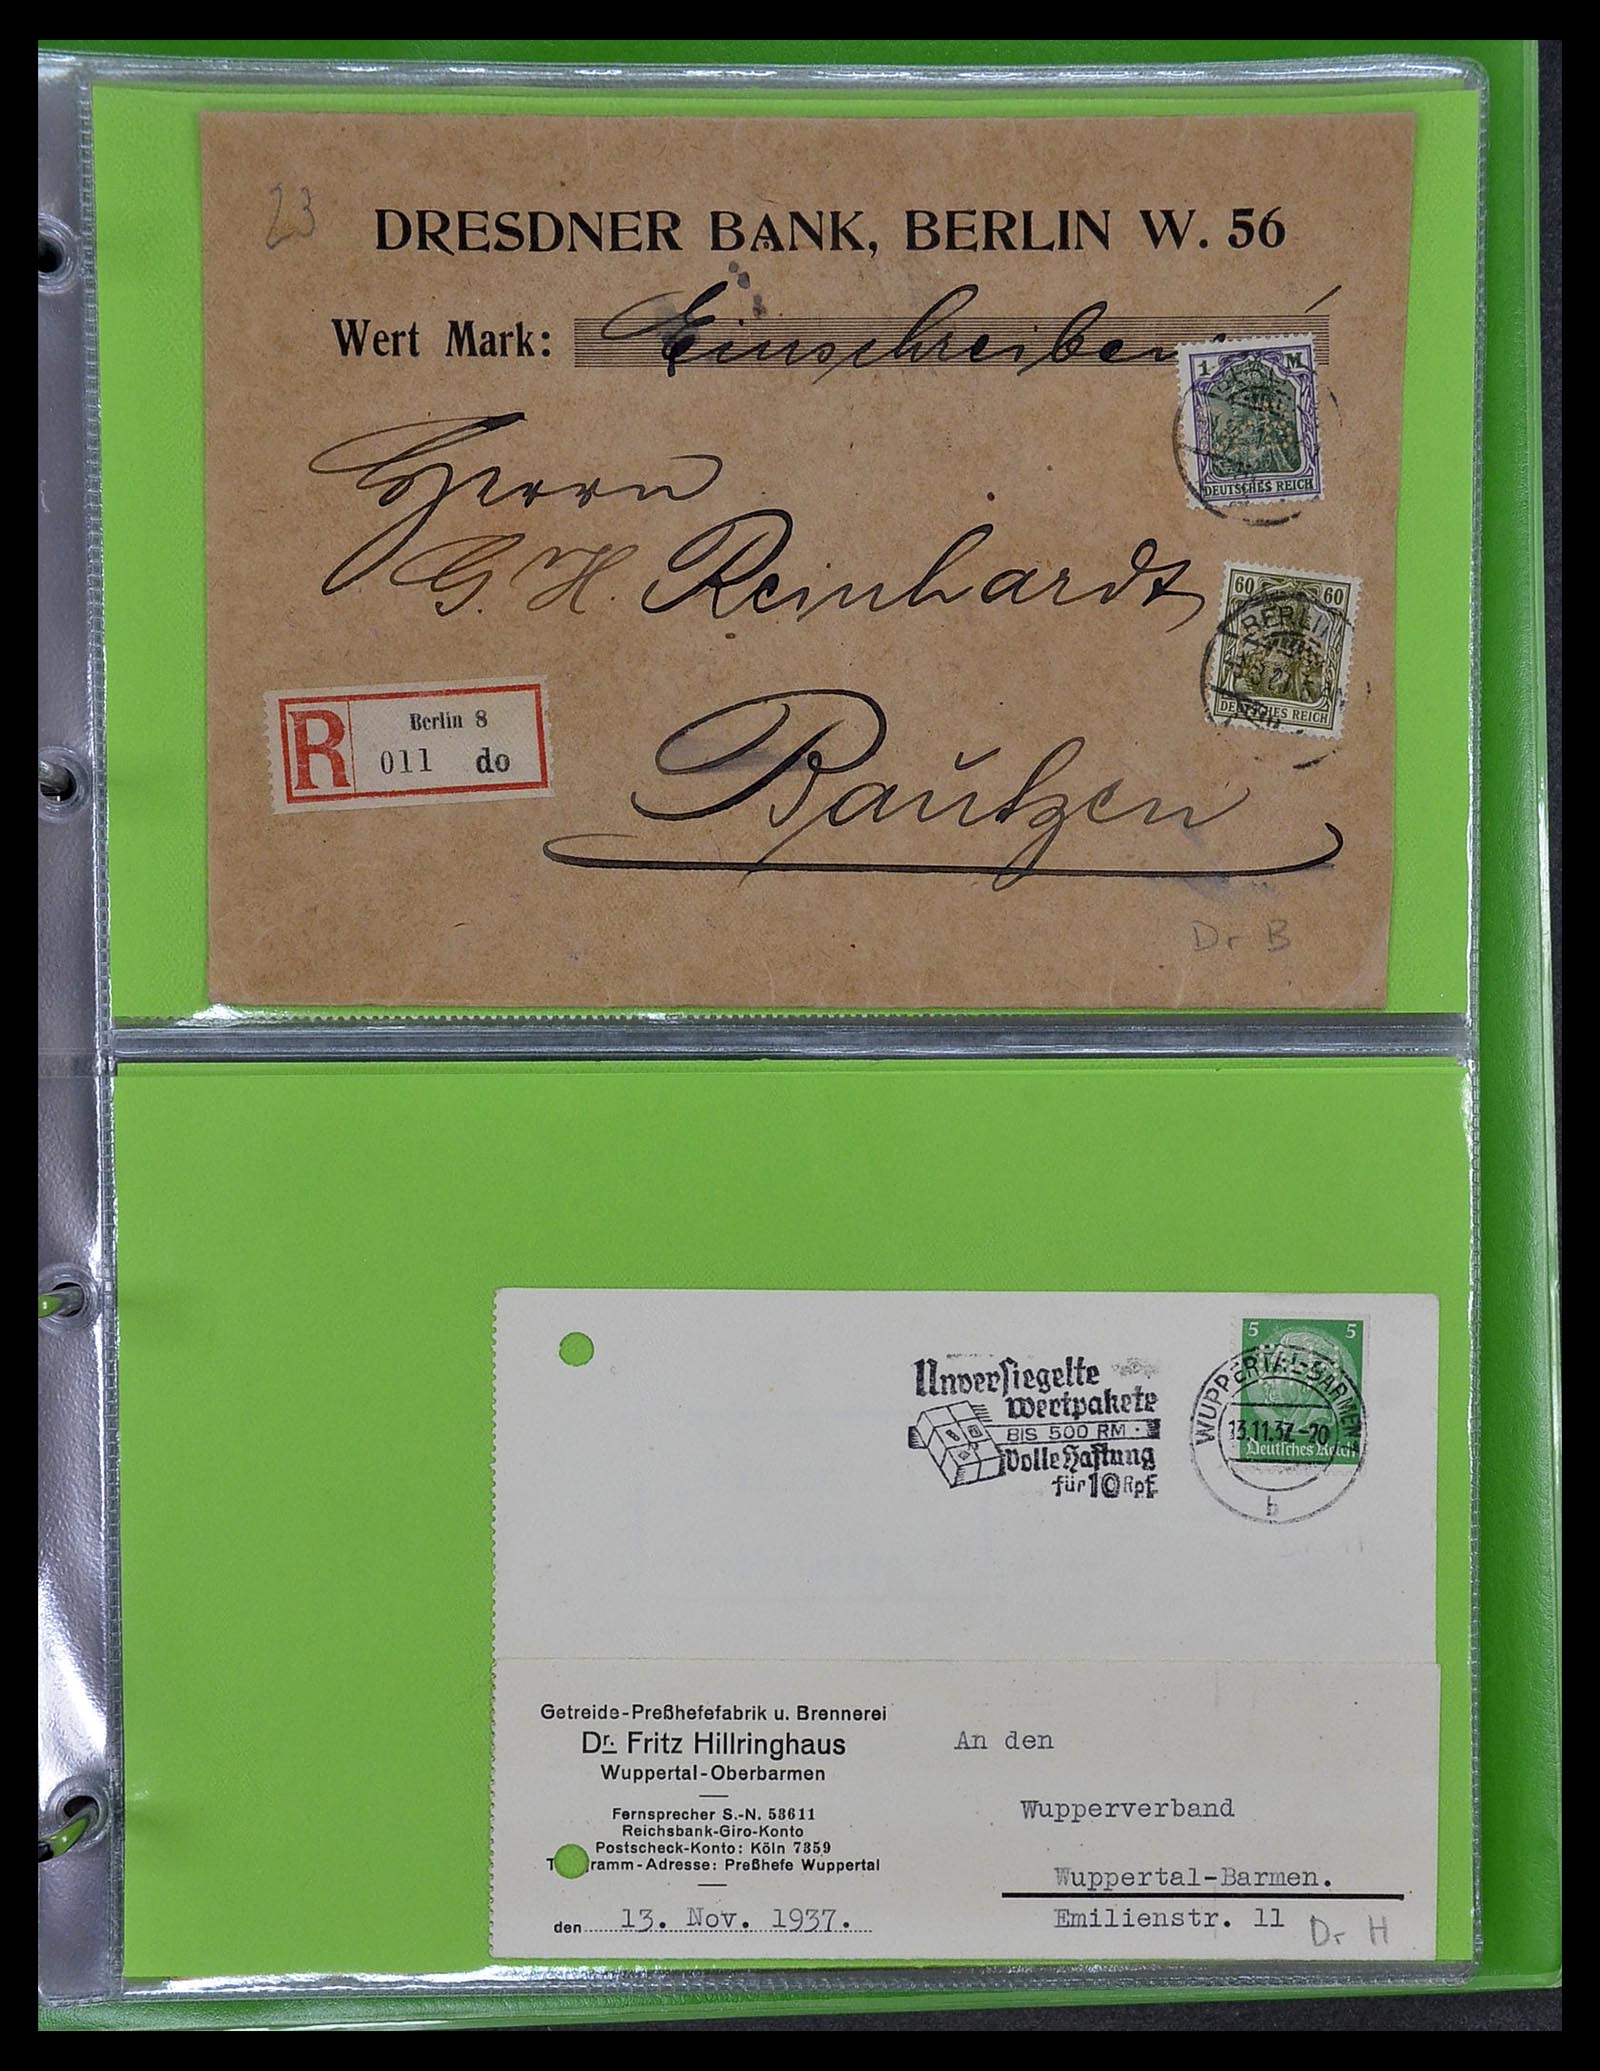 23
DRESDNER BANK, BERLIN W. 56
Wert Mark: Einschreiben!
1 M
DEUTSCHES REICH
Herrn
G. H. Reinhardt
60 60
BERLIN
DEUTSCHES REICH
R Berlin 8
011 do
Bautzen
Dr B
5 5
Deutsches Reich
WUPPERTAL-BARMEN
13.11.37.-20
b
Unversiegelte
Wertpakete
BIS 500 RM
Volle Haftung
für 10 Rpf.
Getreide-Preßhefefabrik u. Brennerei
Dr. Fritz Hillringhaus
Wuppertal-Oberbarmen
Fernsprecher S.-N. 53611
Reichsbank-Giro-Konto
Postscheck-Konto: Köln 7359
T gramm-Adresse: Preßhefe Wuppertal
den 13. Nov. 1937.
An den
Wupperverband
Wuppertal-Barmen.
Emilienstr. 11
Dr H